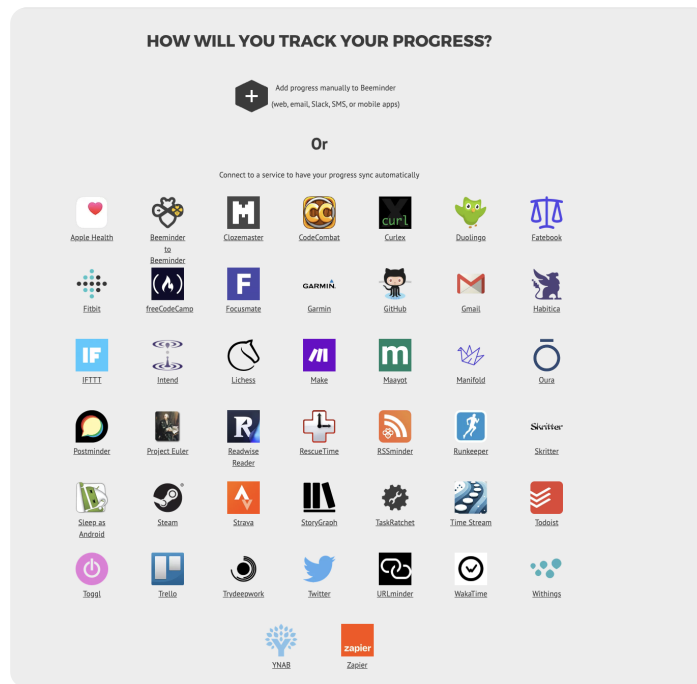 HOW WILL YOU TRACK YOUR PROGRESS?
Add progress manually to Beeminder
(web, email, Slack, SMS, or mobile apps)
Or
Connect to a service to have your progress sync automatically
M
CC
curl
Apple Health
Beeminder
to
Beeminder
Clozemaster
CodeCombat
Curlex
Duolingo
Fatebook
F
GARMIN
Fitbit
freeCodeCamp
Focusmate
Garmin
GitHub
Gmail
Habitica
IF
m
IFTTT
Intend
Lichess
Make
Maayot
Manifold
Oura
R
Skritter
Postminder
Project Euler
Readwise
Reader
RescueTime
RSSminder
Runkeeper
Skritter
Sleep as
Android
Steam
Strava
StoryGraph
TaskRatchet
Time Stream
Todoist
Toggl
Trello
Trydeepwork
Twitter
URLminder
WakaTime
Withings
zapier
YNAB
Zapier